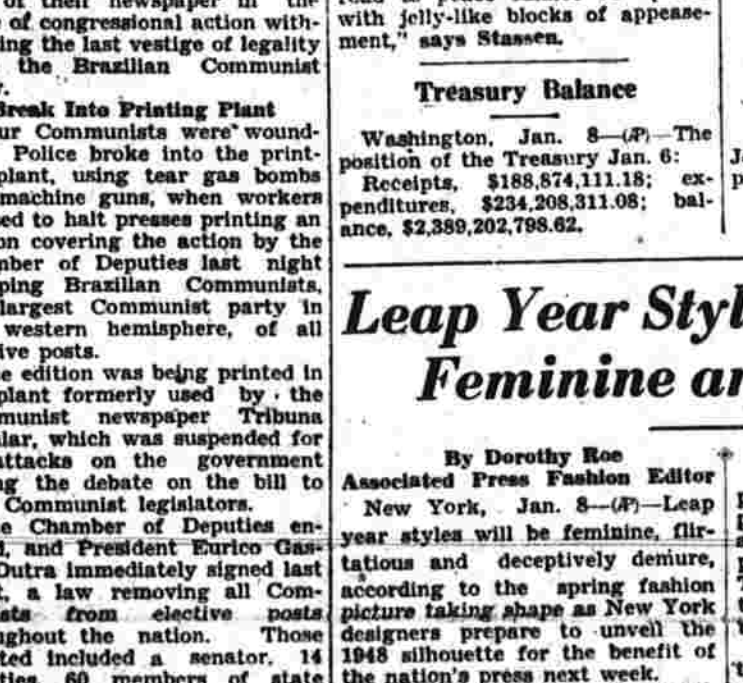 of their newspaper in the
of congressional action with-
ing the last vestige of legality
the Brazilian Communist
Break Into Printing Plant
ur Communists were wound-
Police broke into the print-
plant, using tear gas bombs
machine guns, when workers
ed to halt presses printing an
on covering the action by the
mber of Deputies last night
ping Brazilian Communists,
largest Communist party in
western hemisphere, of all
ive posts.
e edition was being printed in
plant formerly used by the
munist newspaper Tribuna
lar, which was suspended for
attacks on the government
ng the debate on the bill to
Communist legislators.
e Chamber of Deputies en-
d, and President Eurico Gas-
Dutra immediately signed last
t, a law removing all Com-
sts from elective posts
ughout the nation. Those
ted included a senator, 14
ties, 60 members of state
with jelly-like blocks of appease-
ment," says Stassen.
Treasury Balance
Washington, Jan. 8—(AP)—The
position of the Treasury Jan. 6:
Receipts, $188,874,111.18; ex-
penditures, $234,208,311.08; bal-
ance, $2,389,202,798.62.
Leap Year Styl
Feminine an
By Dorothy Roe
Associated Press Fashion Editor
New York, Jan. 8—(AP)—Leap
year styles will be feminine, flir-
tatious and deceptively demure,
according to the spring fashion
picture taking shape as New York
designers prepare to unveil the
1948 silhouette for the benefit of
the nation's press next week.